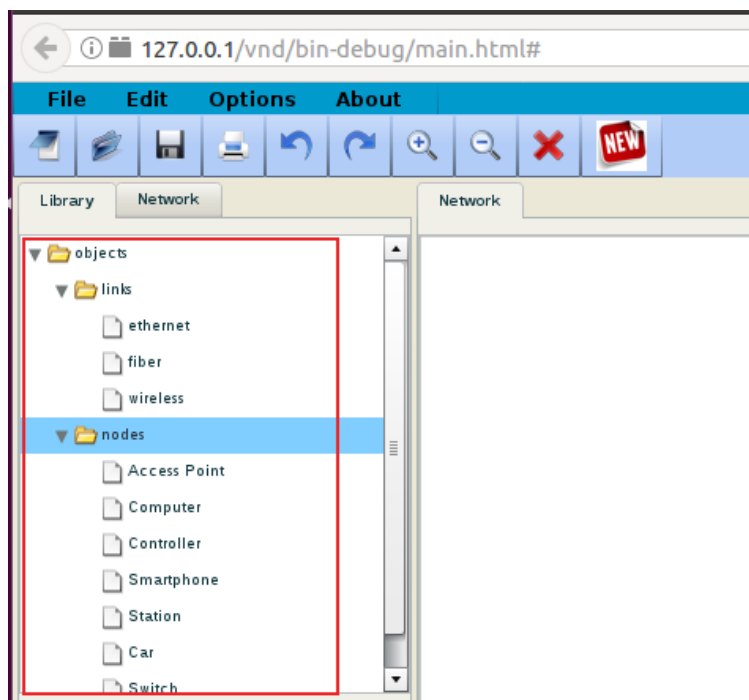 127.0.0.1/vnd/bin-debug/main.html#
File Edit Options About
NEW
Library Network Network
objects
links
ethernet
fiber
wireless
nodes
Access Point
Computer
Controller
Smartphone
Station
Car
Switch